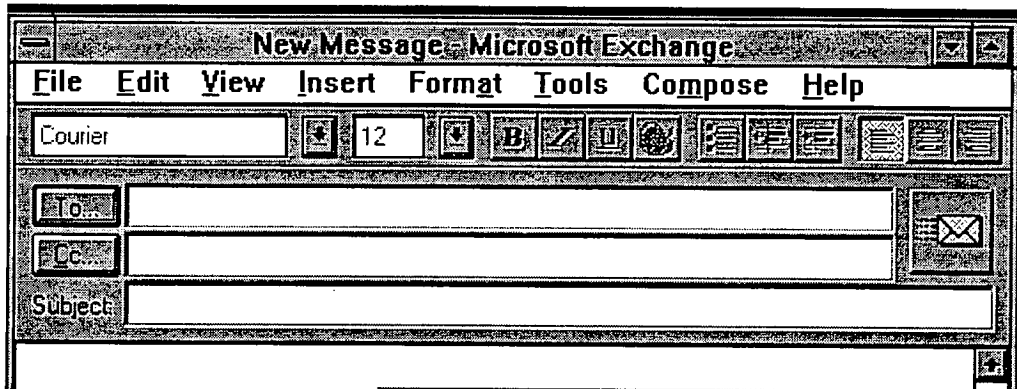 New Message - Microsoft Exchange
File Edit View Insert Format Tools Compose Help
Courier 12 B I U
To...
Cc...
Subject: